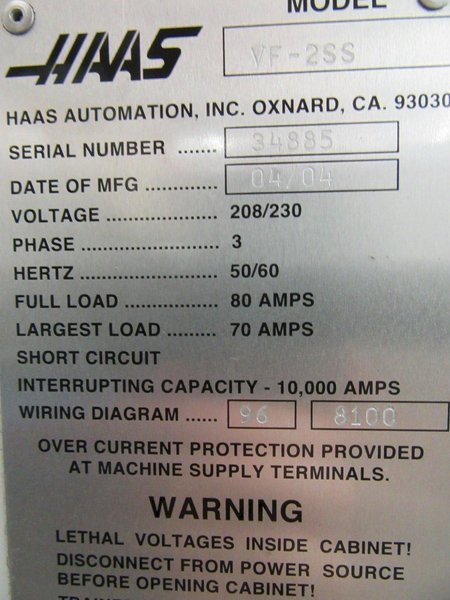 MODEL
HAAS VF-2SS
HAAS AUTOMATION, INC. OXNARD, CA. 93030
SERIAL NUMBER ....... 34885
DATE OF MFG ............. 04/04
VOLTAGE ................... 208/230
PHASE ........................ 3
HERTZ ........................ 50/60
FULL LOAD ................ 80 AMPS
LARGEST LOAD ......... 70 AMPS
SHORT CIRCUIT
INTERRUPTING CAPACITY - 10,000 AMPS
WIRING DIAGRAM ...... 96 8100
OVER CURRENT PROTECTION PROVIDED
AT MACHINE SUPPLY TERMINALS.
WARNING
LETHAL VOLTAGES INSIDE CABINET!
DISCONNECT FROM POWER SOURCE
BEFORE OPENING CABINET!